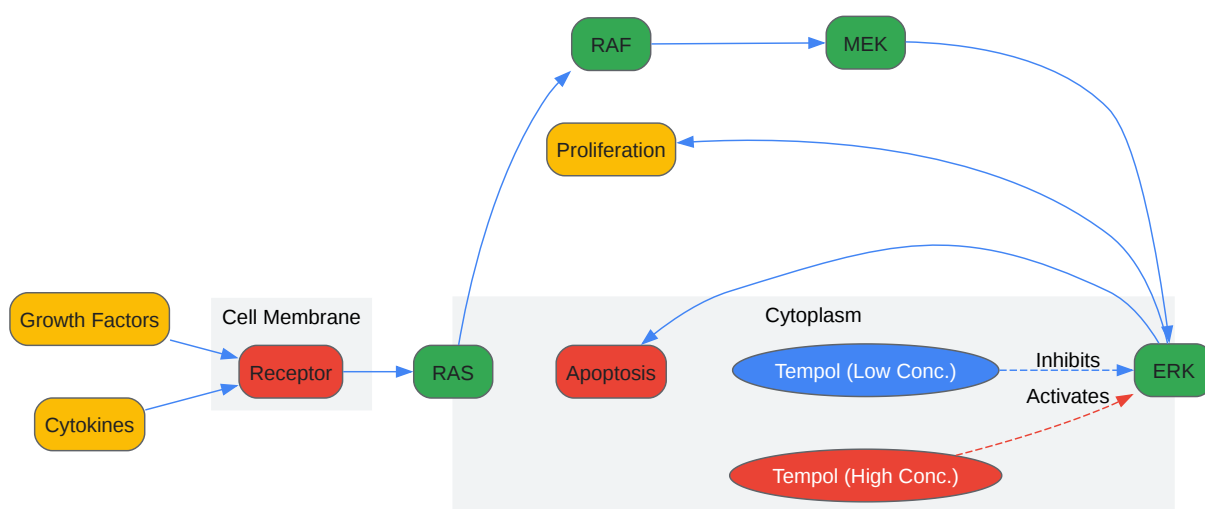 RAF
MEK
Proliferation
Growth Factors
Cell Membrane
Cytoplasm
Receptor
RAS
Apoptosis
Tempol (Low Conc.)
Inhibits
ERK
Activates
Cytokines
Tempol (High Conc.)